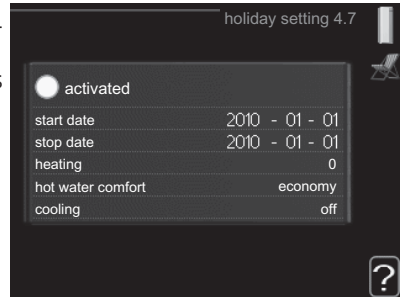 holiday setting 4.7
activated
start date 2010 - 01 - 01
stop date 2010 - 01 - 01
heating 0
hot water comfort economy
cooling off
?